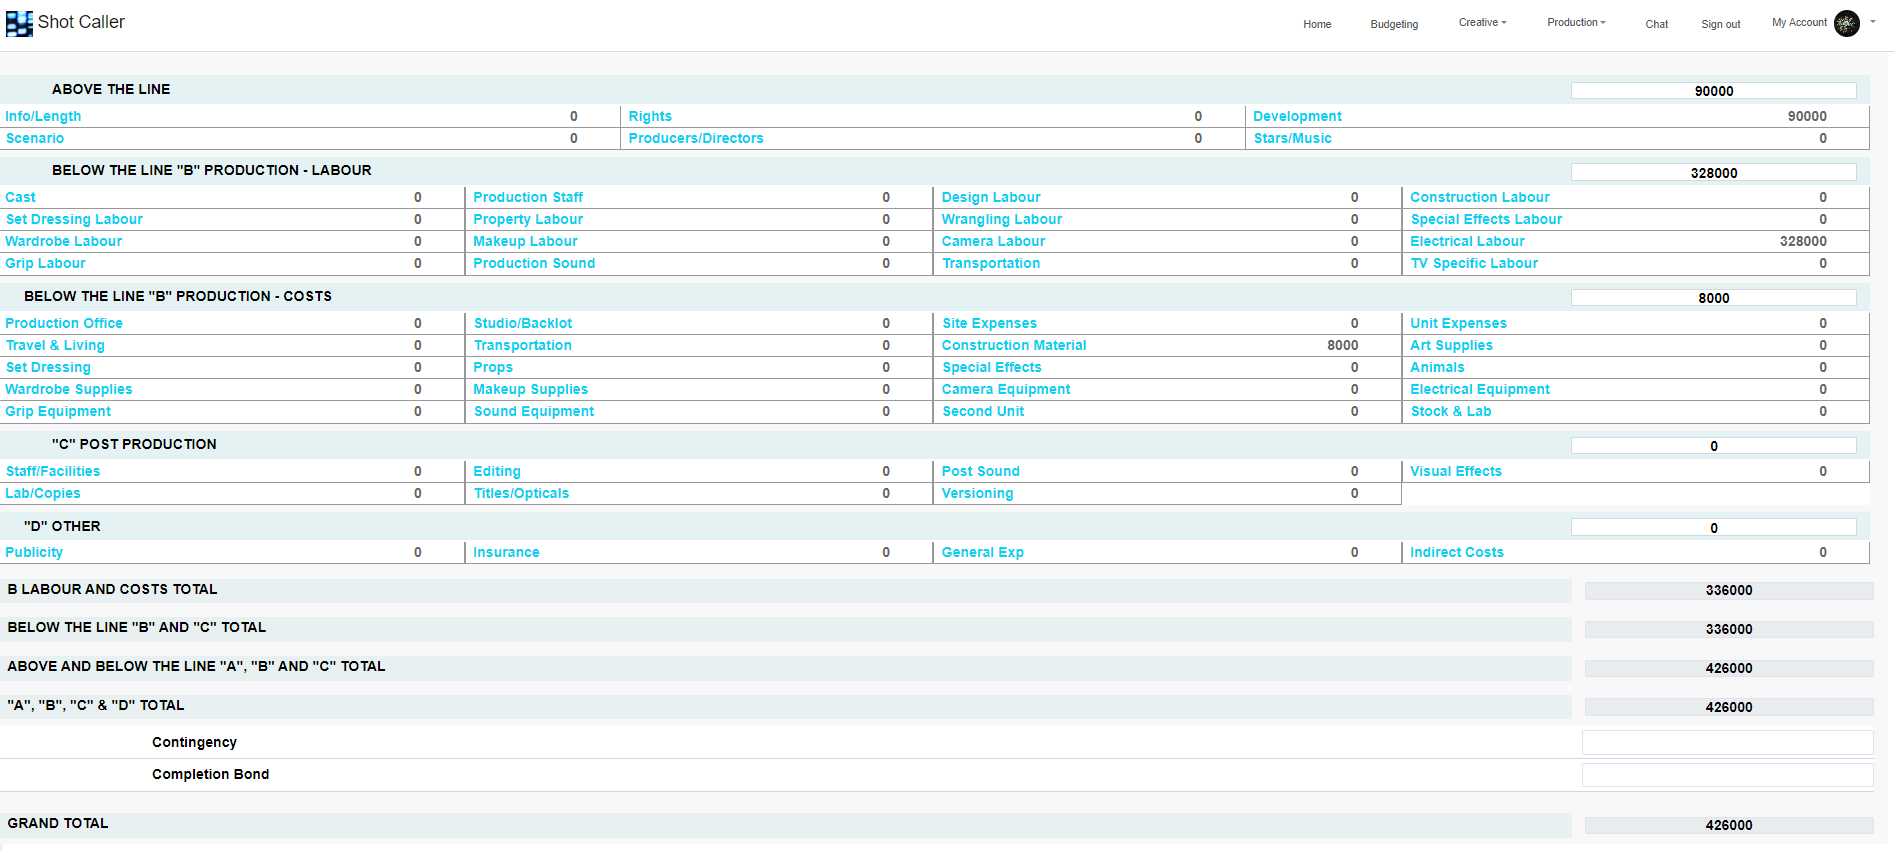 Shot Caller Home Budgeting Creative Production Chat Sign out My Account
ABOVE THE LINE 90000
Info/Length 0 Rights 0 Development 90000
Scenario 0 Producers/Directors 0 Stars/Music 0
BELOW THE LINE "B" PRODUCTION - LABOUR 328000
Cast 0 Production Staff 0 Design Labour 0 Construction Labour 0
Set Dressing Labour 0 Property Labour 0 Wrangling Labour 0 Special Effects Labour 0
Wardrobe Labour 0 Makeup Labour 0 Camera Labour 0 Electrical Labour 328000
Grip Labour 0 Production Sound 0 Transportation 0 TV Specific Labour 0
BELOW THE LINE "B" PRODUCTION - COSTS 8000
Production Office 0 Studio/Backlot 0 Site Expenses 0 Unit Expenses 0
Travel & Living 0 Transportation 0 Construction Material 8000 Art Supplies 0
Set Dressing 0 Props 0 Special Effects 0 Animals 0
Wardrobe Supplies 0 Makeup Supplies 0 Camera Equipment 0 Electrical Equipment 0
Grip Equipment 0 Sound Equipment 0 Second Unit 0 Stock & Lab 0
"C" POST PRODUCTION 0
Staff/Facilities 0 Editing 0 Post Sound 0 Visual Effects 0
Lab/Copies 0 Titles/Opticals 0 Versioning 0
"D" OTHER 0
Publicity 0 Insurance 0 General Exp 0 Indirect Costs 0
B LABOUR AND COSTS TOTAL 336000
BELOW THE LINE "B" AND "C" TOTAL 336000
ABOVE AND BELOW THE LINE "A", "B" AND "C" TOTAL 426000
"A", "B", "C" & "D" TOTAL 426000
Contingency
Completion Bond
GRAND TOTAL 426000